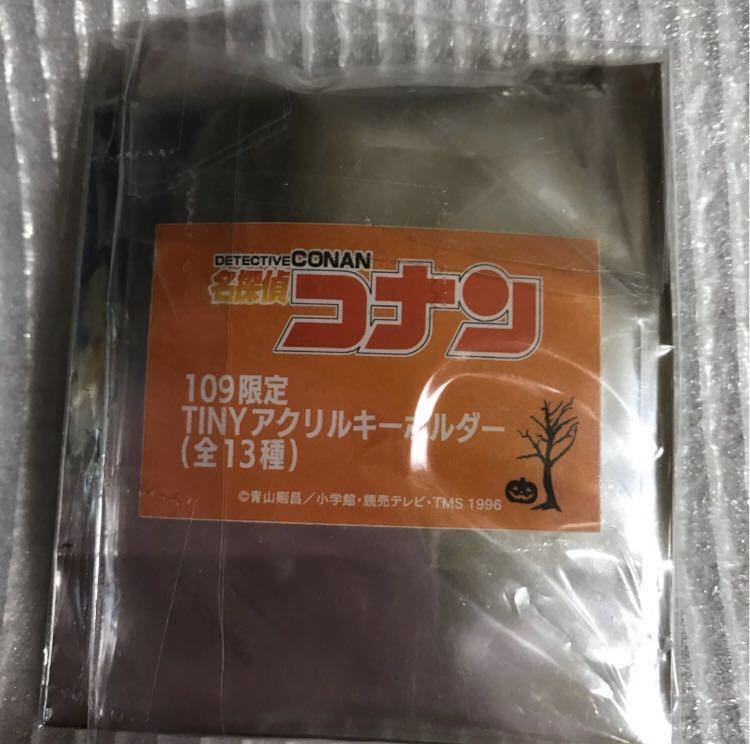 DETECTIVE CONAN
名探偵コナン
109限定
TINYアクリルキーホルダー
(全13種)
©青山剛昌／小学館・読売テレビ・TMS 1996